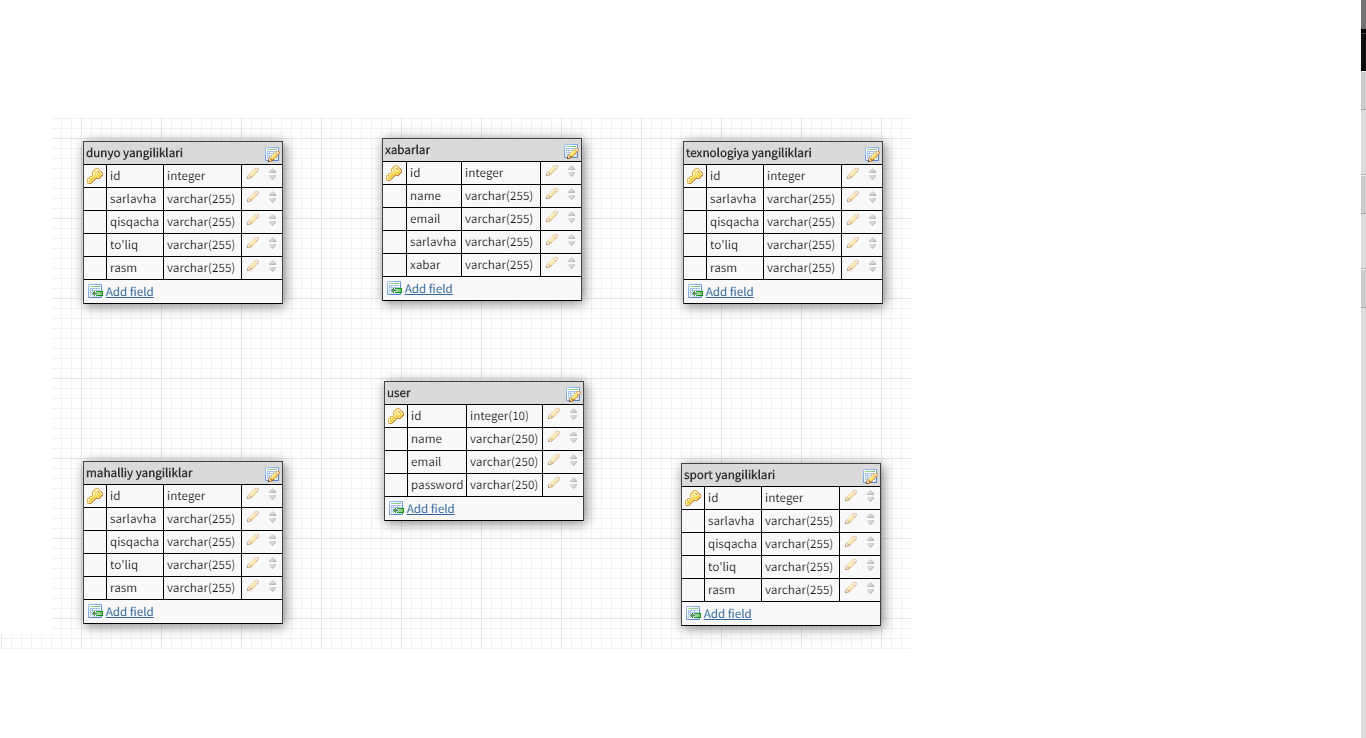 dunyo yangiliklari
id integer
sarlavha varchar(255)
qisqacha varchar(255)
to'liq varchar(255)
rasm varchar(255)
Add field
xabarlar
id integer
name varchar(255)
email varchar(255)
sarlavha varchar(255)
xabar varchar(255)
Add field
texnologiya yangiliklari
id integer
sarlavha varchar(255)
qisqacha varchar(255)
to'liq varchar(255)
rasm varchar(255)
Add field
user
id integer(10)
name varchar(250)
email varchar(250)
password varchar(250)
Add field
mahalliy yangiliklar
id integer
sarlavha varchar(255)
qisqacha varchar(255)
to'liq varchar(255)
rasm varchar(255)
Add field
sport yangiliklari
id integer
sarlavha varchar(255)
qisqacha varchar(255)
to'liq varchar(255)
rasm varchar(255)
Add field